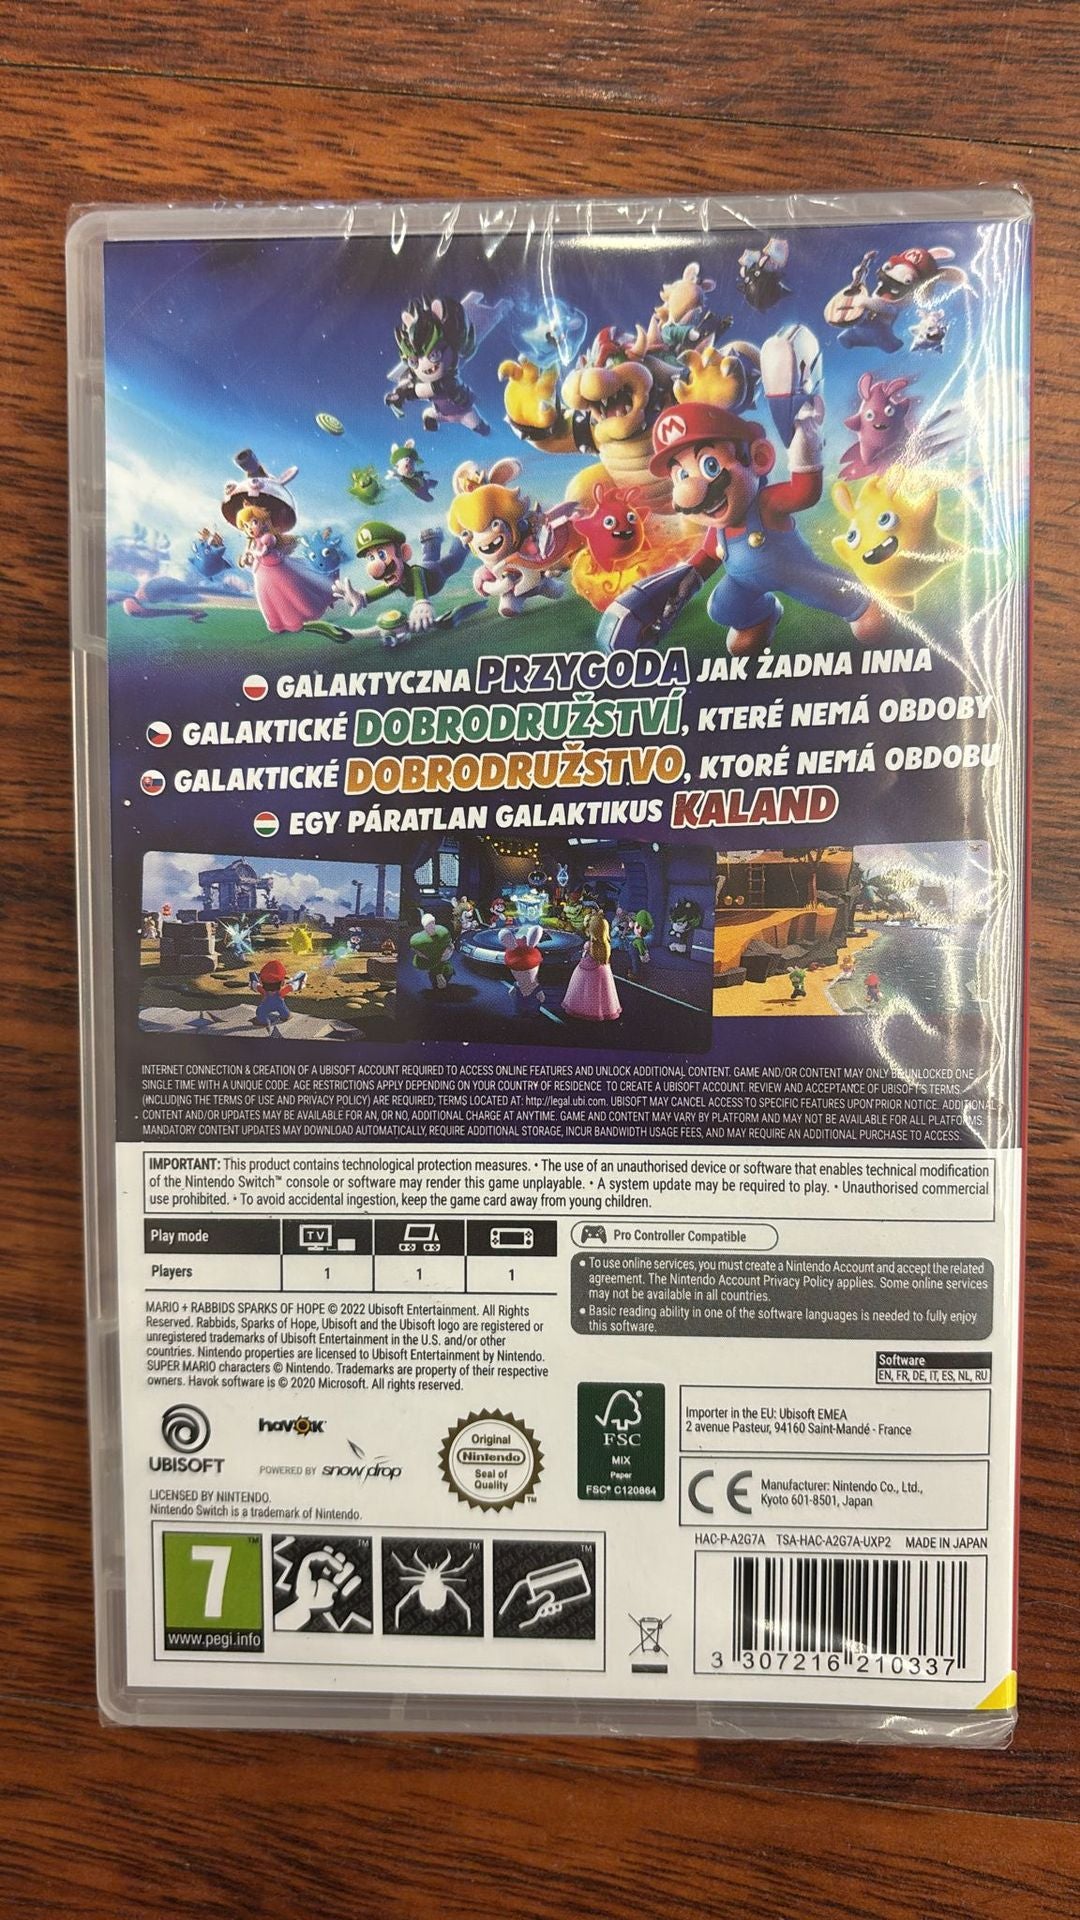 GALAKTYCZNA PRZYGODA JAK ŻADNA INNA
GALAKTICKÉ DOBRODRUŽSTVÍ, KTERÉ NEMÁ OBDOBY
GALAKTICKÉ DOBRODRUŽSTVO, KTORÉ NEMÁ OBDOBU
EGY PÁRATLAN GALAKTIKUS KALAND
INTERNET CONNECTION & CREATION OF A UBISOFT ACCOUNT REQUIRED TO ACCESS ONLINE FEATURES AND UNLOCK ADDITIONAL CONTENT. GAME AND/OR CONTENT MAY ONLY BE UNLOCKED ONE
SINGLE TIME WITH A UNIQUE CODE. AGE RESTRICTIONS APPLY DEPENDING ON YOUR COUNTRY OF RESIDENCE TO CREATE A UBISOFT ACCOUNT. REVIEW AND ACCEPTANCE OF UBISOFT'S TERMS
(INCLUDING THE TERMS OF USE AND PRIVACY POLICY) ARE REQUIRED; TERMS LOCATED AT: http://legal.ubi.com. UBISOFT MAY CANCEL ACCESS TO SPECIFIC FEATURES UPON PRIOR NOTICE. ADDITIONAL
CONTENT AND/OR UPDATES MAY BE AVAILABLE FOR AN, OR NO, ADDITIONAL CHARGE AT ANYTIME. GAME AND CONTENT MAY VARY BY PLATFORM AND MAY NOT BE AVAILABLE FOR ALL PLATFORMS.
MANDATORY CONTENT UPDATES MAY DOWNLOAD AUTOMATICALLY, REQUIRE ADDITIONAL STORAGE, INCUR BANDWIDTH USAGE FEES, AND MAY REQUIRE AN ADDITIONAL PURCHASE TO ACCESS.
IMPORTANT: This product contains technological protection measures. • The use of an unauthorised device or software that enables technical modification
of the Nintendo Switch™ console or software may render this game unplayable. • A system update may be required to play. • Unauthorised commercial
use prohibited. • To avoid accidental ingestion, keep the game card away from young children.
Play mode TV
Players 1 1 1
Pro Controller Compatible
• To use online services, you must create a Nintendo Account and accept the related
agreement. The Nintendo Account Privacy Policy applies. Some online services
may not be available in all countries.
• Basic reading ability in one of the software languages is needed to fully enjoy
this software.
MARIO + RABBIDS SPARKS OF HOPE © 2022 Ubisoft Entertainment. All Rights
Reserved. Rabbids, Sparks of Hope, Ubisoft and the Ubisoft logo are registered or
unregistered trademarks of Ubisoft Entertainment in the U.S. and/or other
countries. Nintendo properties are licensed to Ubisoft Entertainment by Nintendo.
SUPER MARIO characters © Nintendo. Trademarks are property of their respective
owners. Havok software is © 2020 Microsoft. All rights reserved.
Software
EN, FR, DE, IT, ES, NL, RU
UBISOFT
havok
POWERED BY snowdrop
Original
Nintendo
Seal of
Quality
TM
FSC
MIX
Paper
FSC® C120864
Importer in the EU: Ubisoft EMEA
2 avenue Pasteur, 94160 Saint-Mandé - France
CE
Manufacturer: Nintendo Co., Ltd.,
Kyoto 601-8501, Japan
LICENSED BY NINTENDO.
Nintendo Switch is a trademark of Nintendo.
HAC-P-A2G7A TSA-HAC-A2G7A-UXP2 MADE IN JAPAN
7
www.pegi.info
TM
TM
TM
TM
3 307216 210337